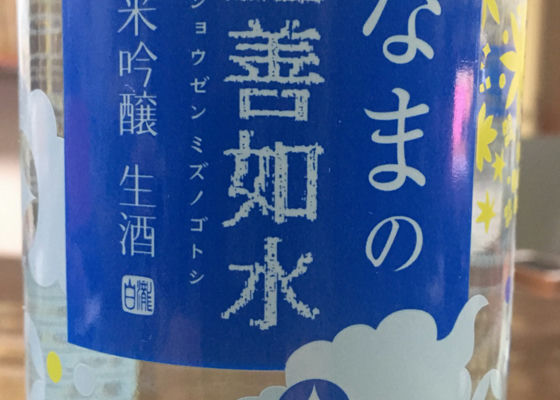 なまの
善如水
ジョウゼンミズノゴトシ
米吟醸 生酒
白瀧